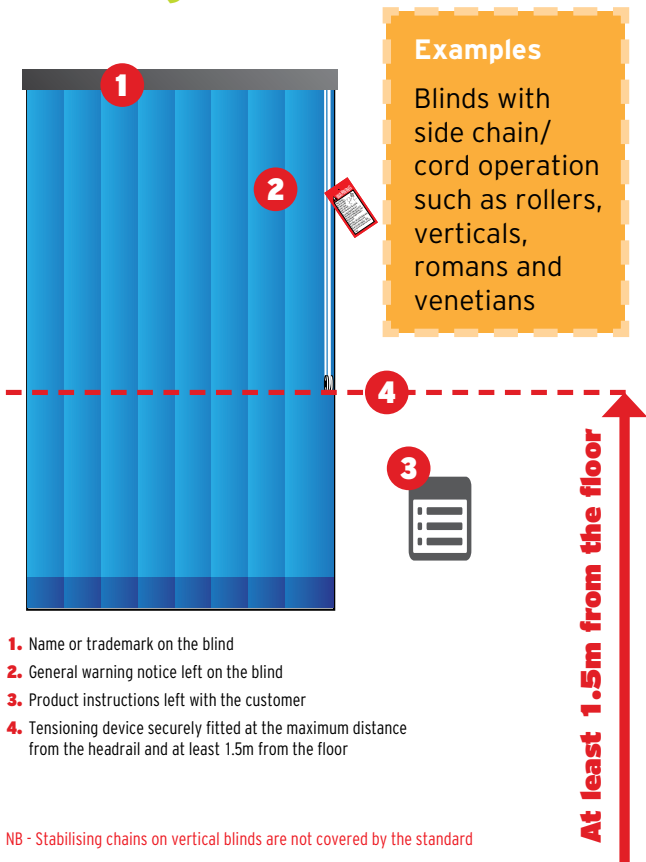 Examples
Blinds with
side chain/
cord operation
such as rollers,
verticals,
romans and
venetians
1
2
4
3
At least 1.5m from the floor
1. Name or trademark on the blind
2. General warning notice left on the blind
3. Product instructions left with the customer
4. Tensioning device securely fitted at the maximum distance
from the headrail and at least 1.5m from the floor
NB - Stabilising chains on vertical blinds are not covered by the standard